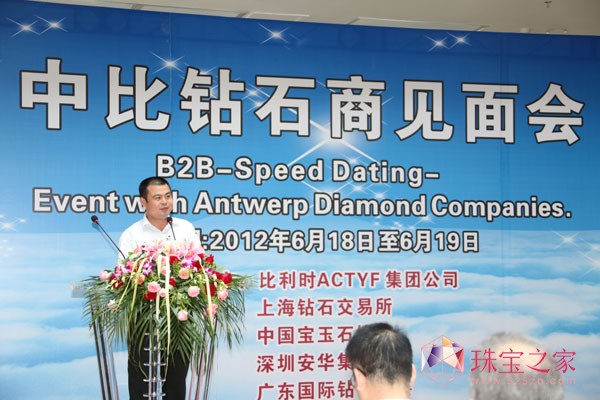 中比钻石商见面会
B2B-Speed Dating-
Event with Antwerp Diamond Companies.
:2012年6月18日至6月19日
比利时ACTYF集团公司
上海钻石交易所
中国宝玉石
深圳安华集
广东国际钻
珠宝之家